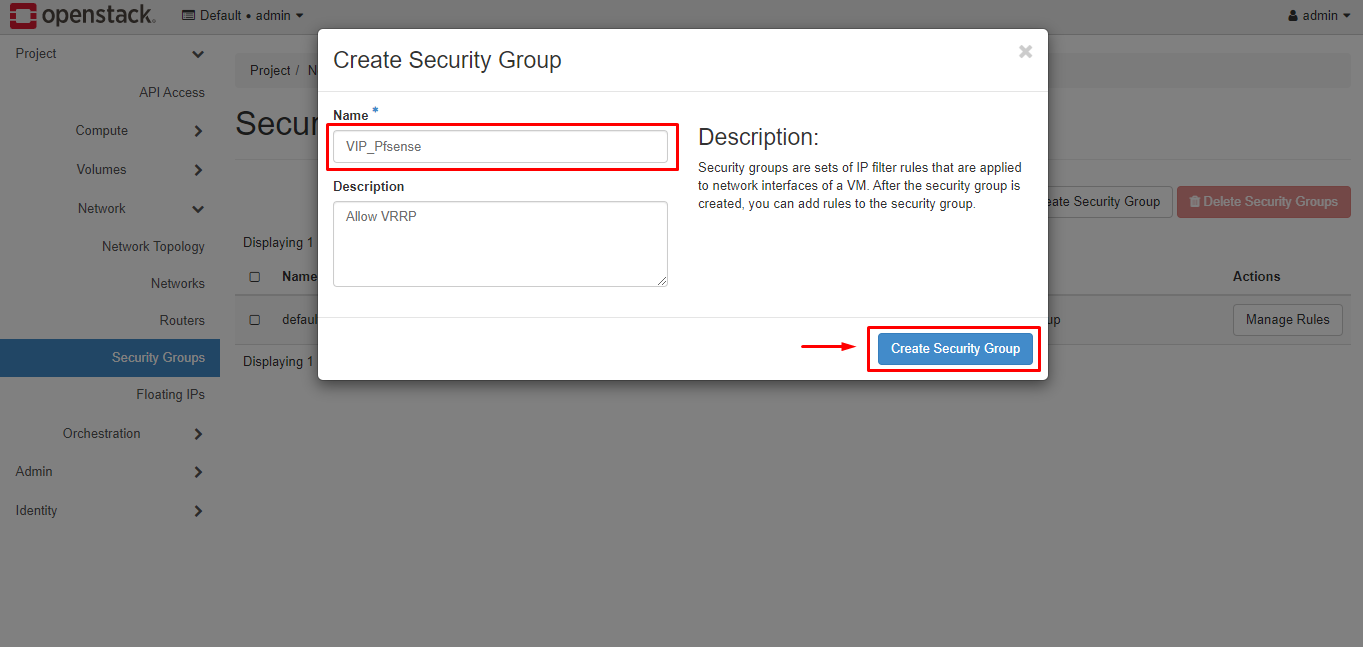 openstack.
Default • admin
admin
Project
API Access
Compute
Volumes
Network
Network Topology
Networks
Routers
Security Groups
Floating IPs
Orchestration
Admin
Identity
Project /
Create Security Group
Name *
VIP_Pfsense
Description
Allow VRRP
Description:
Security groups are sets of IP filter rules that are applied
to network interfaces of a VM. After the security group is
created, you can add rules to the security group.
Create Security Group
Security Group
Delete Security Groups
Displaying 1
Name
Actions
Manage Rules
Displaying 1